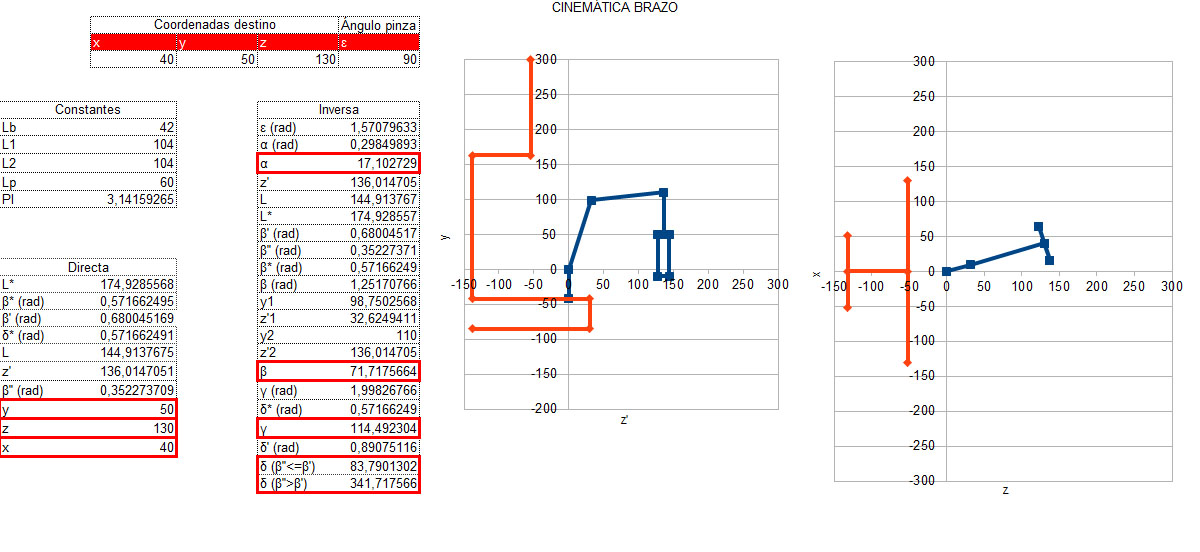 CINEMÁTICA BRAZO
Coordenadas destino Ángulo pinza
x y z ε
40 50 130 90
Constantes
Lb 42
L1 104
L2 104
Lp 60
PI 3,14159265
Directa
L* 174,9285568
β* (rad) 0,571662495
β' (rad) 0,680045169
δ* (rad) 0,571662491
L 144,9137675
z' 136,0147051
β" (rad) 0,352273709
y 50
z 130
x 40
Inversa
ε (rad) 1,57079633
α (rad) 0,29849893
α 17,102729
z' 136,014705
L 144,913767
L* 174,928557
β' (rad) 0,68004517
β" (rad) 0,35227371
β* (rad) 0,57166249
β (rad) 1,25170766
y1 98,7502568
z'1 32,6249411
y2 110
z'2 136,014705
β 71,7175664
γ (rad) 1,99826766
δ* (rad) 0,57166249
γ 114,492304
δ' (rad) 0,89075116
δ (β"<=β') 83,7901302
δ (β">β') 341,717566
300
250
200
150
100
50
0
-50
-100
-150
-200
-150 -100 -50 0 50 100 150 200 250 300
y
z'
300
250
200
150
100
50
0
-50
-100
-150
-200
-250
-300
-150 -100 -50 0 50 100 150 200 250 300
x
z